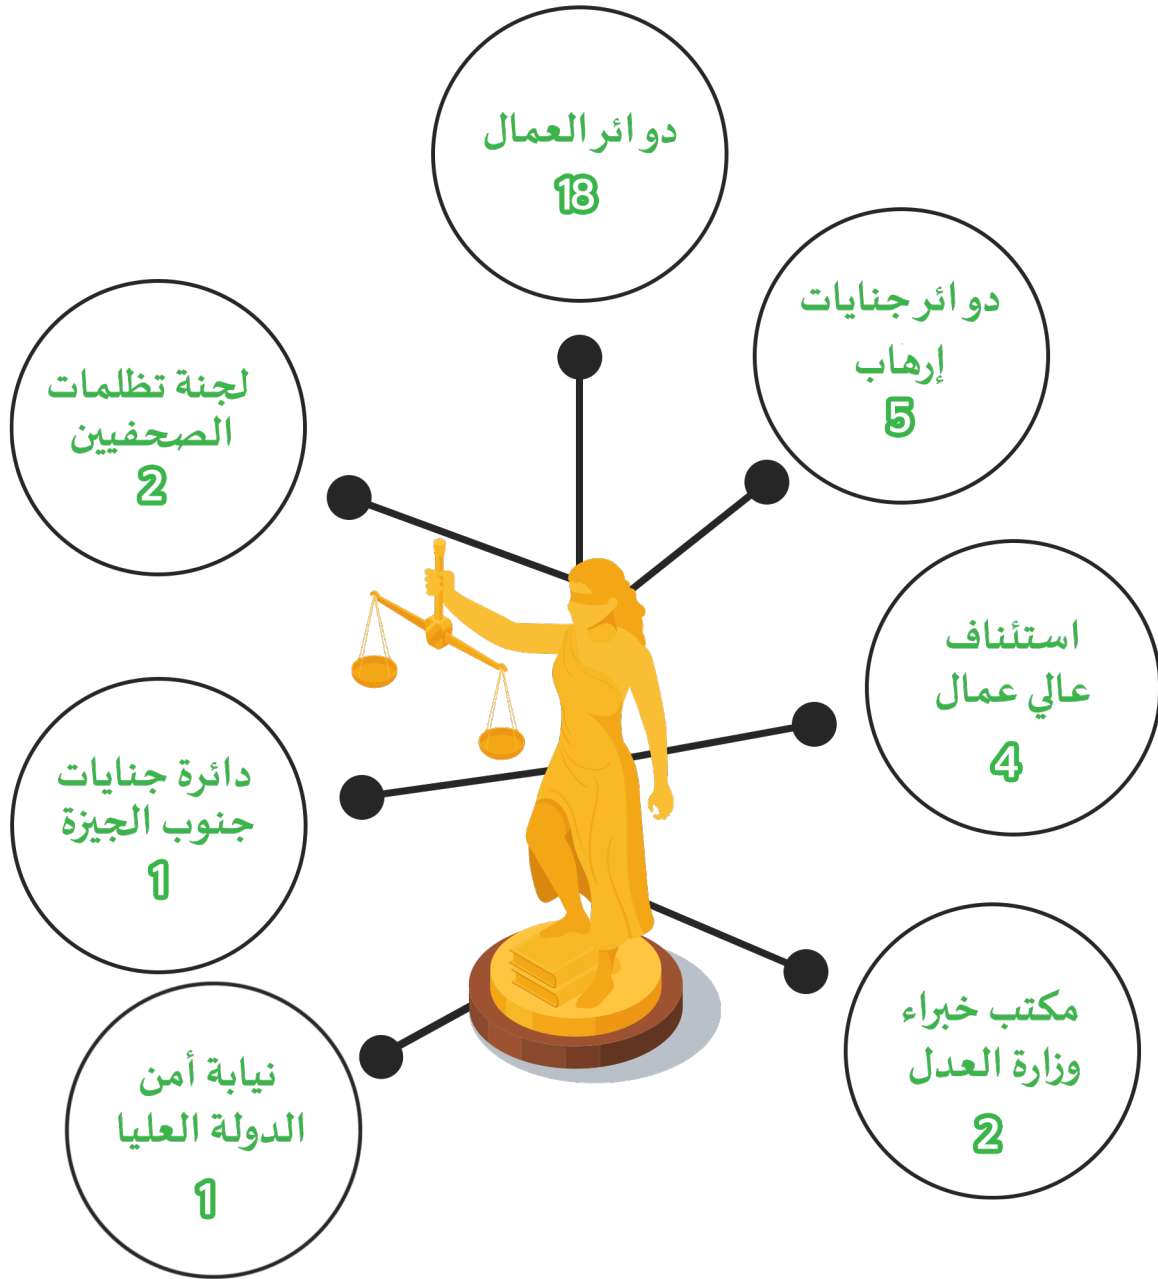 دوائر العمال
18
دوائر جنايات
إرهاب
5
لجنة تظلمات
الصحفيين
2
استئناف
عالي عمال
4
دائرة جنايات
جنوب الجيزة
1
مكتب خبراء
وزارة العدل
2
نيابة أمن
الدولة العليا
1